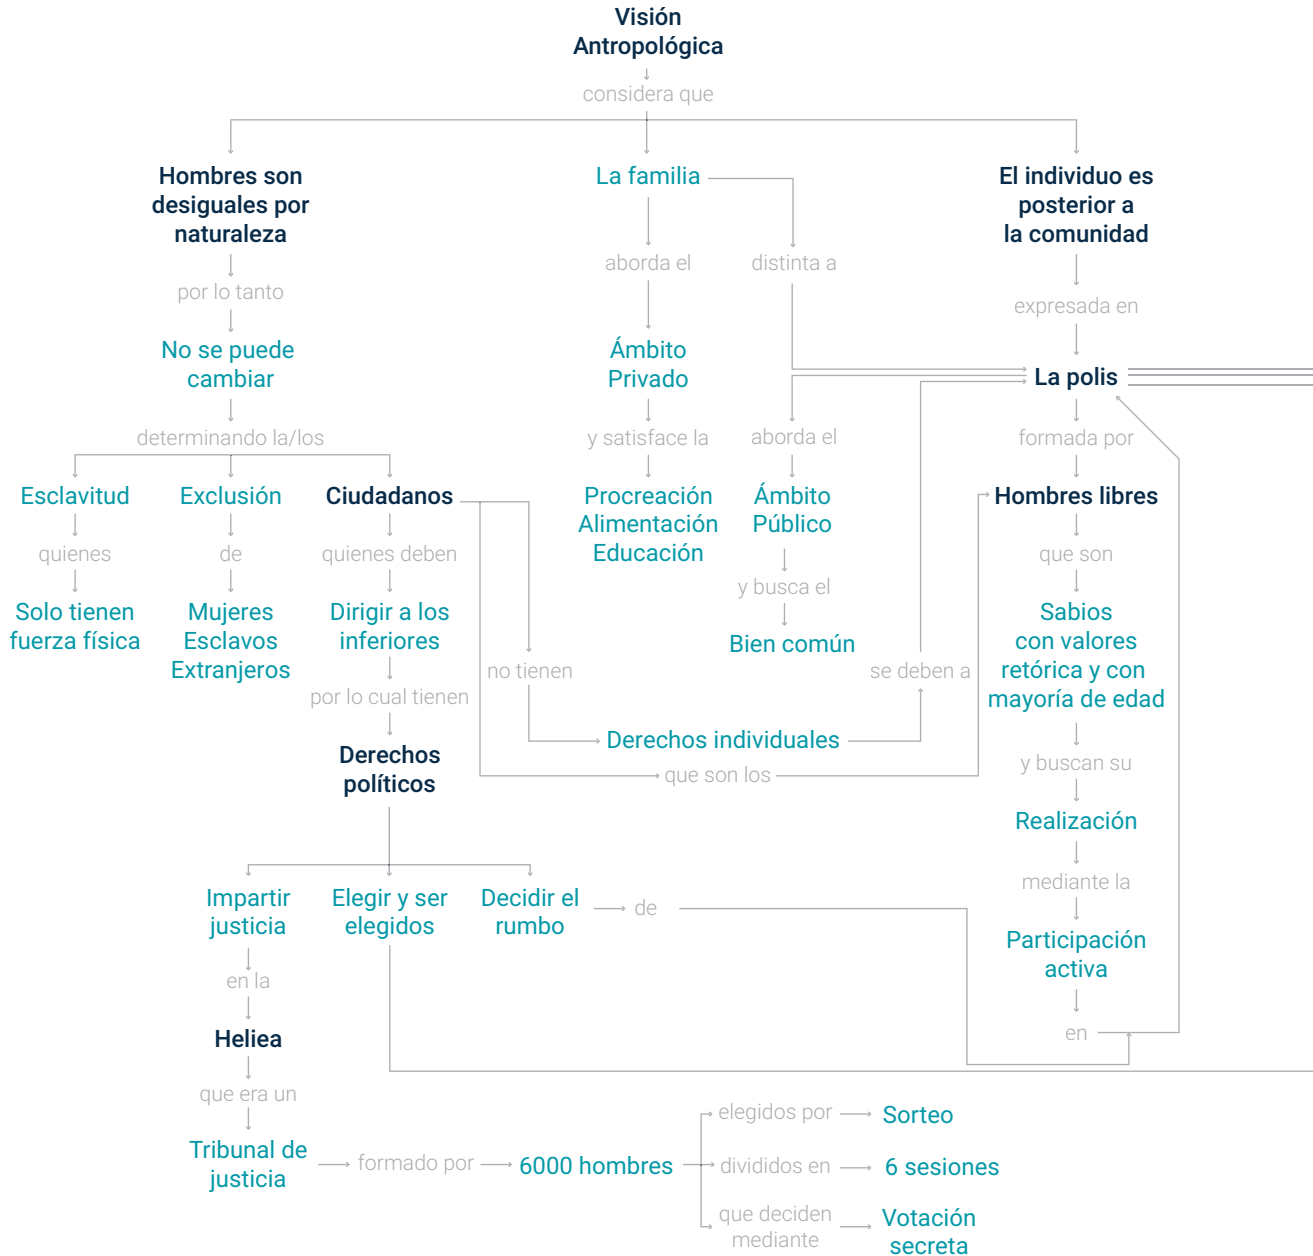 Visión
Antropológica
considera que
Hombres son
desiguales por
naturaleza
La familia
El individuo es
posterior a
la comunidad
aborda el
distinta a
por lo tanto
expresada en
No se puede
cambiar
Ámbito
Privado
La polis
determinando la/los
y satisface la
aborda el
formada por
Esclavitud
Exclusión
Ciudadanos
Procreación
Alimentación
Educación
Ámbito
Público
Hombres libres
quienes
de
quienes deben
que son
y busca el
Solo tienen
fuerza física
Mujeres
Esclavos
Extranjeros
Dirigir a los
inferiores
Bien común
Sabios
con valores
retórica y con
mayoría de edad
no tienen
se deben a
por lo cual tienen
Derechos individuales
Derechos
políticos
que son los
y buscan su
Realización
mediante la
Impartir
justicia
Elegir y ser
elegidos
Decidir el
rumbo
de
Participación
activa
en la
en
Heliea
que era un
Tribunal de
justicia
formado por
6000 hombres
elegidos por
Sorteo
divididos en
6 sesiones
que deciden
mediante
Votación
secreta